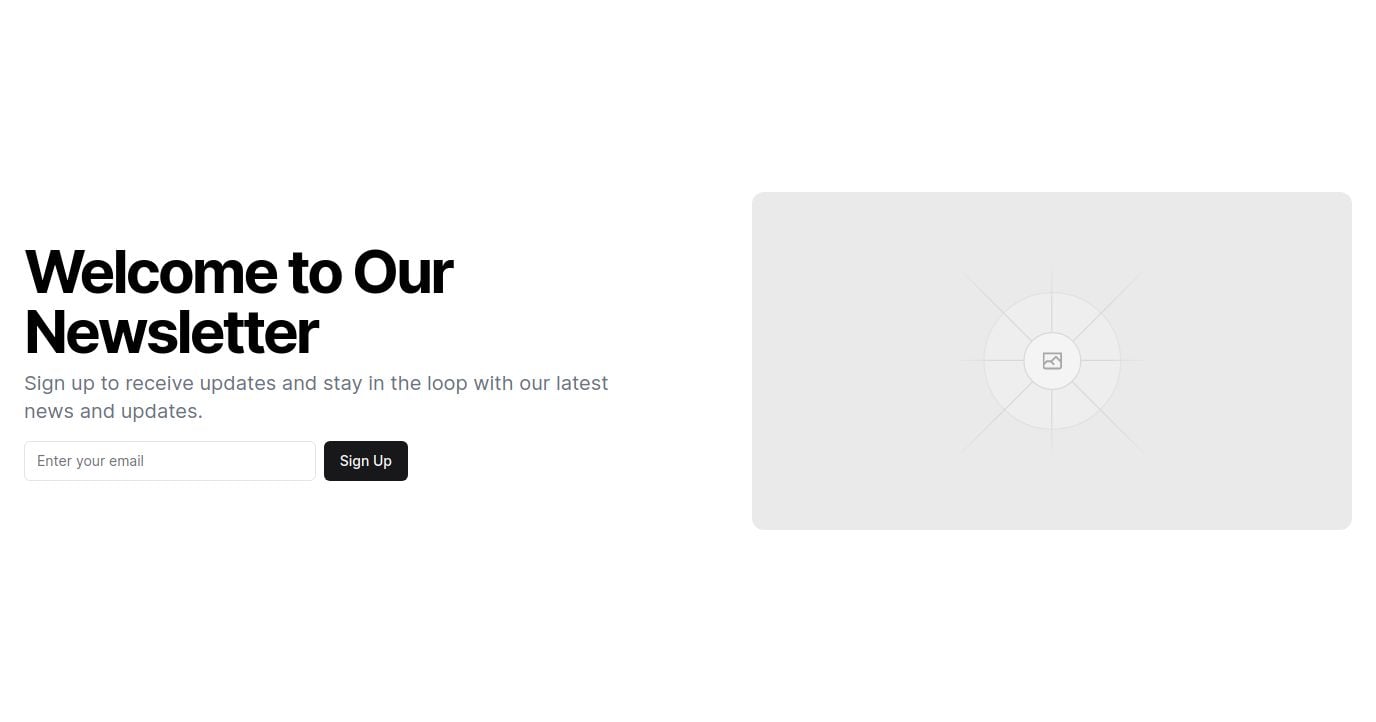 Welcome to Our
Newsletter
Sign up to receive updates and stay in the loop with our latest
news and updates.
Enter your email
Sign Up